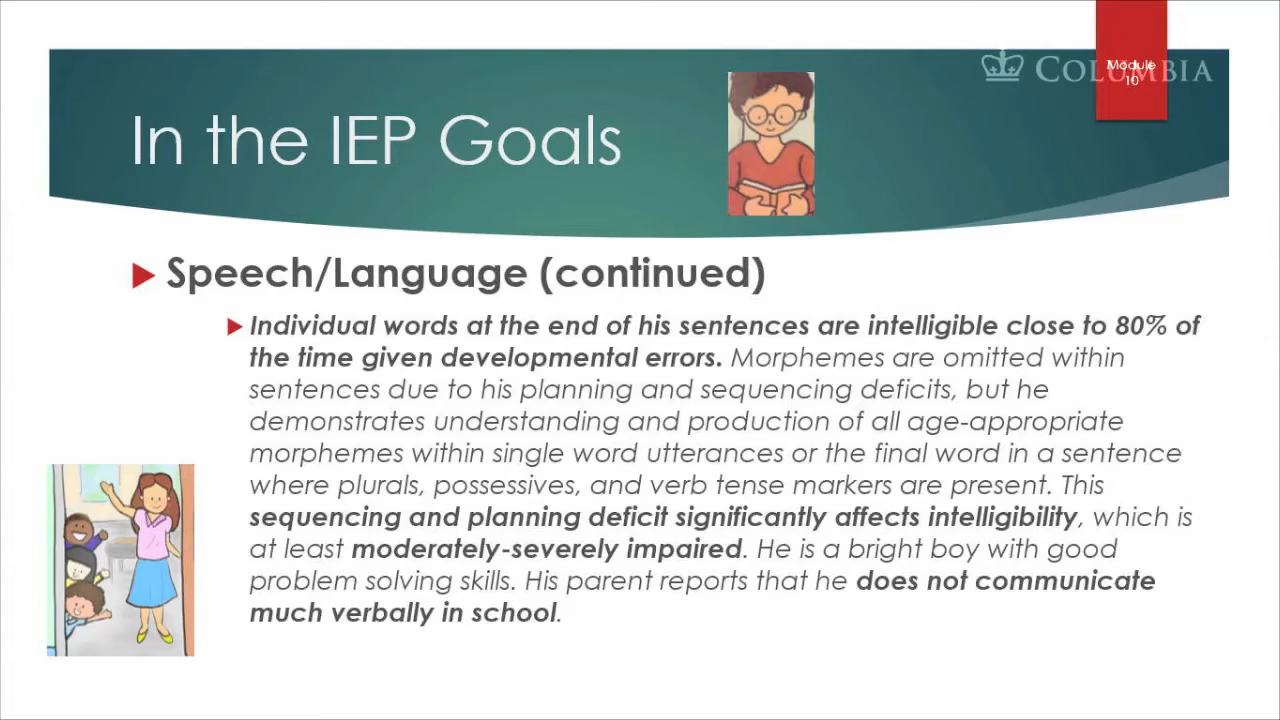 COLUMBIA
Module
10
In the IEP Goals
Speech/Language (continued)
Individual words at the end of his sentences are intelligible close to 80% of
the time given developmental errors. Morphemes are omitted within
sentences due to his planning and sequencing deficits, but he
demonstrates understanding and production of all age-appropriate
morphemes within single word utterances or the final word in a sentence
where plurals, possessives, and verb tense markers are present. This
sequencing and planning deficit significantly affects intelligibility, which is
at least moderately-severely impaired. He is a bright boy with good
problem solving skills. His parent reports that he does not communicate
much verbally in school.